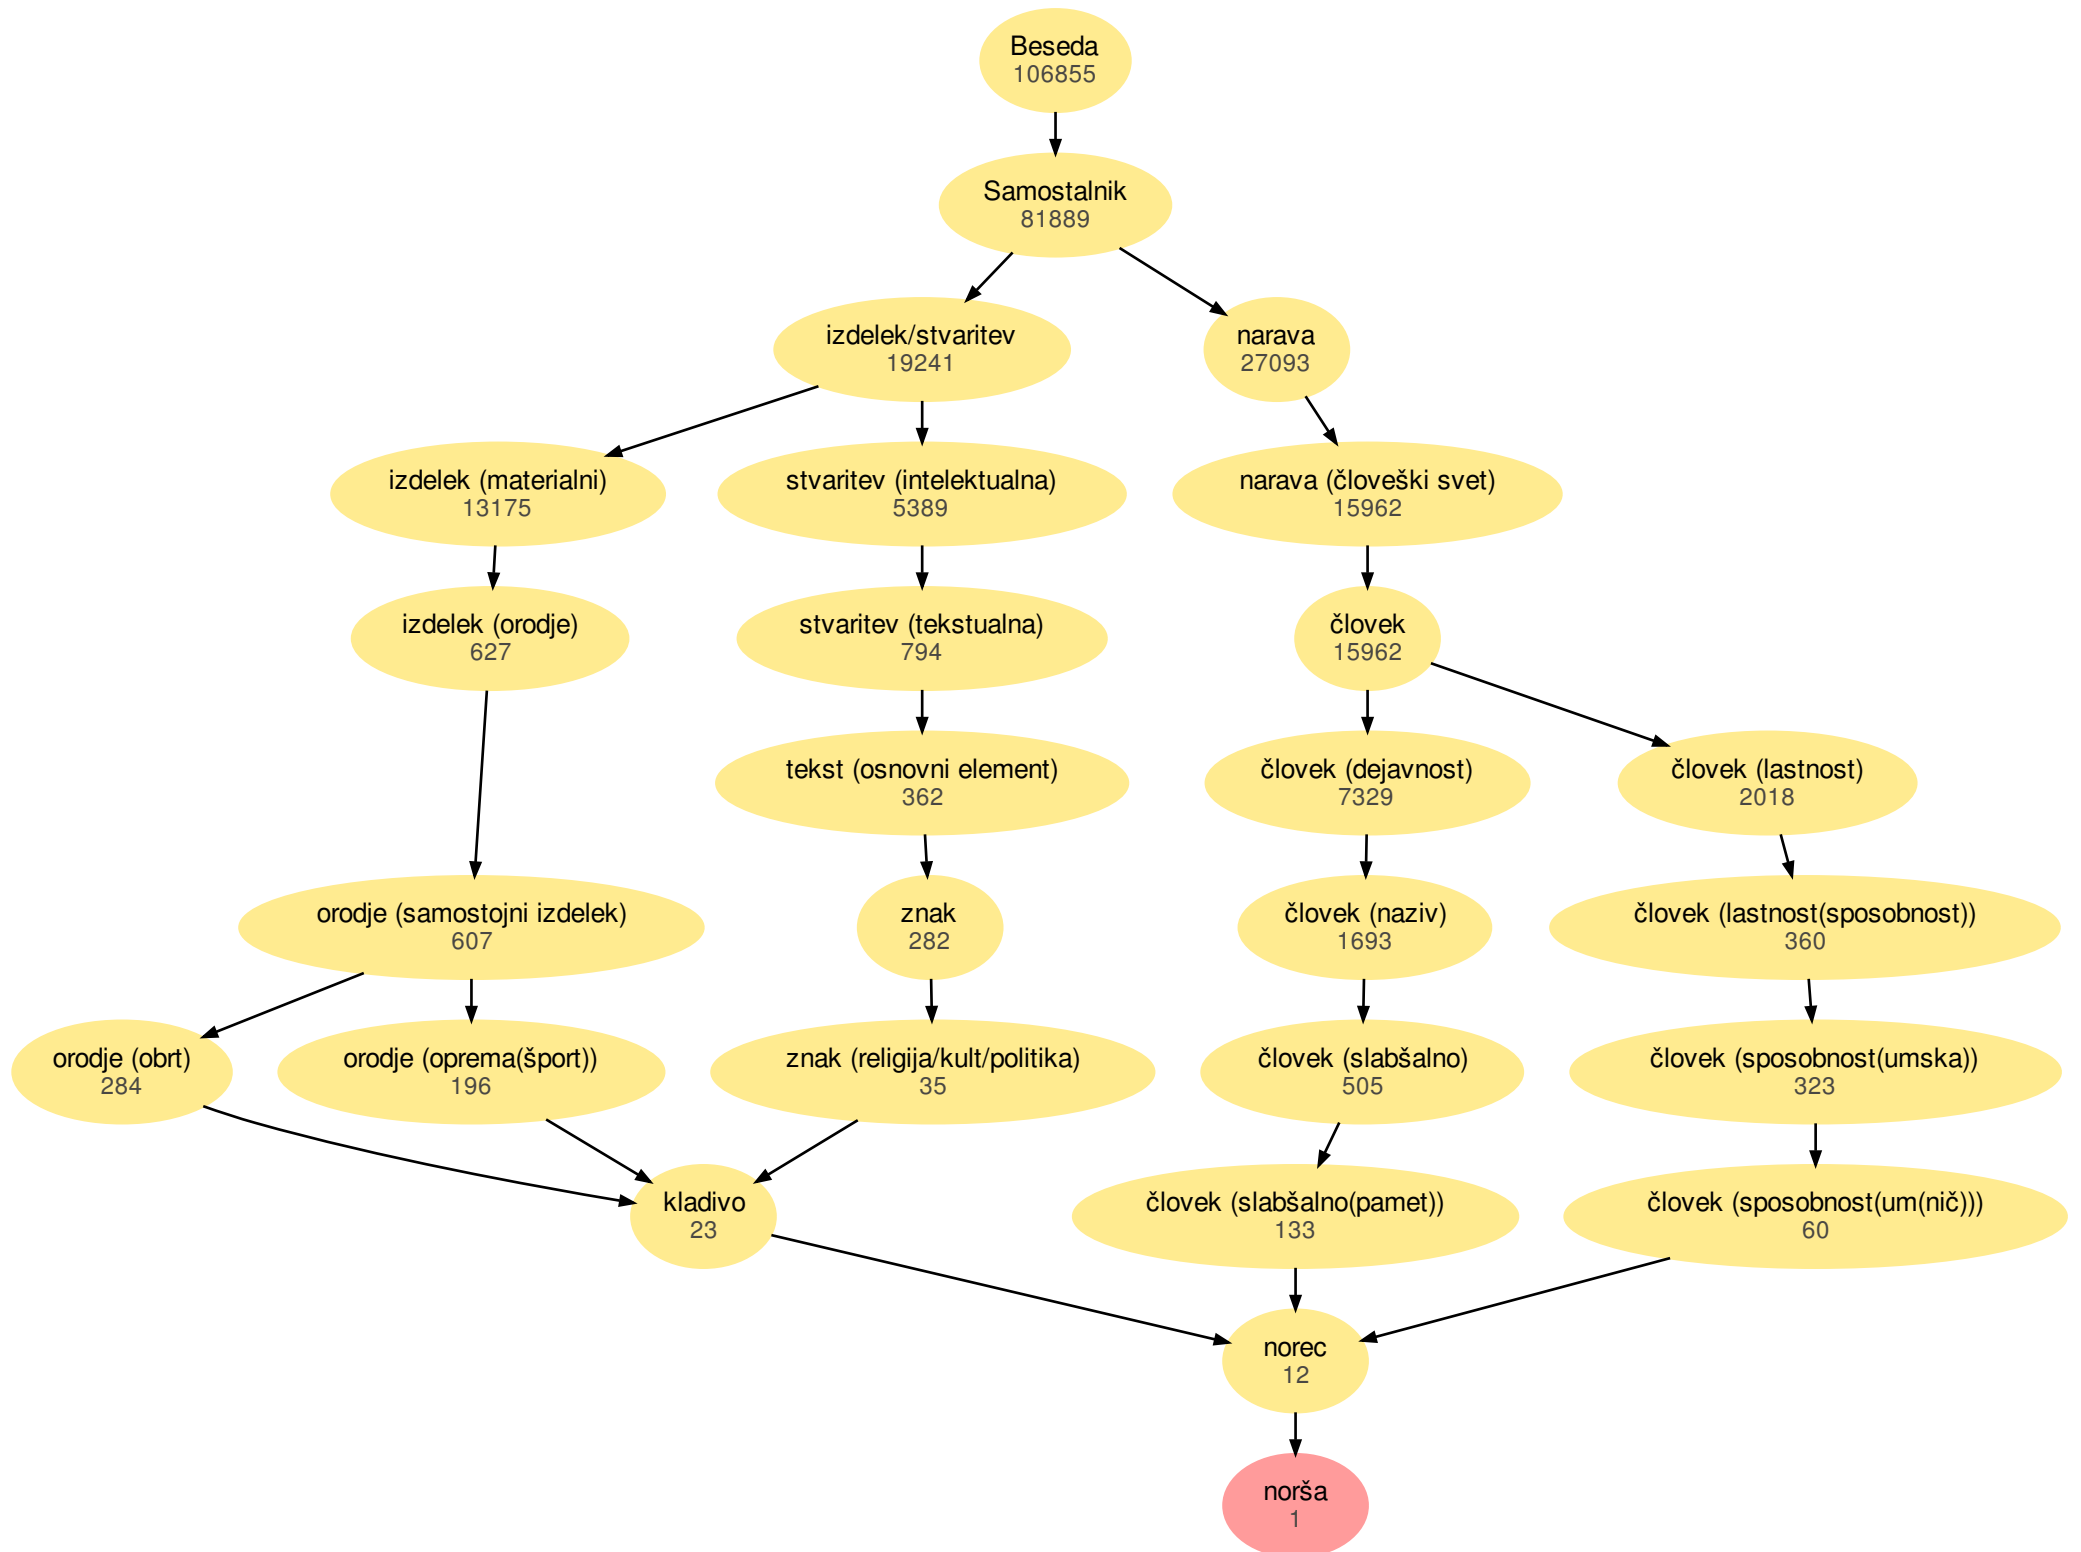 Beseda
106855
Samostalnik
81889
izdelek/stvaritev
19241
narava
27093
izdelek (materialni)
13175
stvaritev (intelektualna)
5389
narava (človeški svet)
15962
izdelek (orodje)
627
stvaritev (tekstualna)
794
človek
15962
tekst (osnovni element)
362
človek (dejavnost)
7329
človek (lastnost)
2018
orodje (samostojni izdelek)
607
znak
282
človek (naziv)
1693
človek (lastnost(sposobnost))
360
orodje (obrt)
284
orodje (oprema(šport))
196
znak (religija/kult/politika)
35
človek (slabšalno)
505
človek (sposobnost(umska))
323
kladivo
23
človek (slabšalno(pamet))
133
človek (sposobnost(um(nič)))
60
norec
12
norša
1